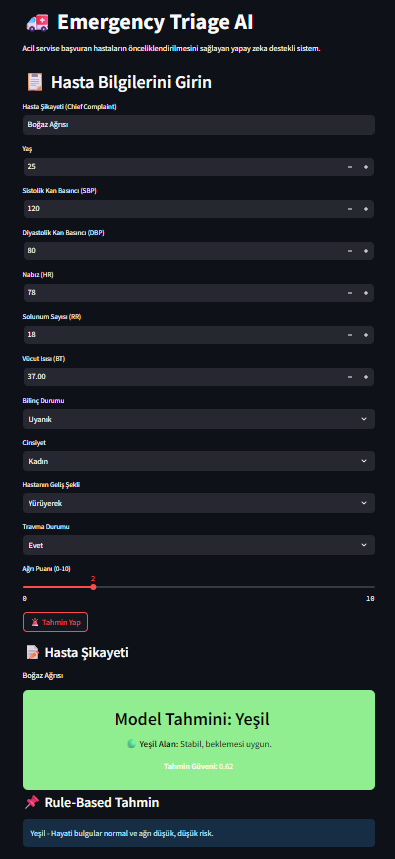 Emergency Triage AI
Acil servise başvuran hastaların önceliklendirilmesini sağlayan yapay zeka destekli sistem.
Hasta Bilgilerini Girin
Hasta Şikayeti (Chief Complaint)
Boğaz Ağrısı
Yaş
25
Sistolik Kan Basıncı (SBP)
120
Diyastolik Kan Basıncı (DBP)
80
Nabız (HR)
78
Solunum Sayısı (RR)
18
Vücut Isısı (BT)
37.00
Bilinç Durumu
Uyanık
Cinsiyet
Kadın
Hastanın Geliş Şekli
Yürüyerek
Travma Durumu
Evet
Ağrı Puanı (0-10)
2
0 10
Tahmin Yap
Hasta Şikayeti
Boğaz Ağrısı
Model Tahmini: Yeşil
Yeşil Alan: Stabil, beklemesi uygun.
Tahmin Güveni: 0.62
Rule-Based Tahmin
Yeşil - Hayati bulgular normal ve ağrı düşük, düşük risk.